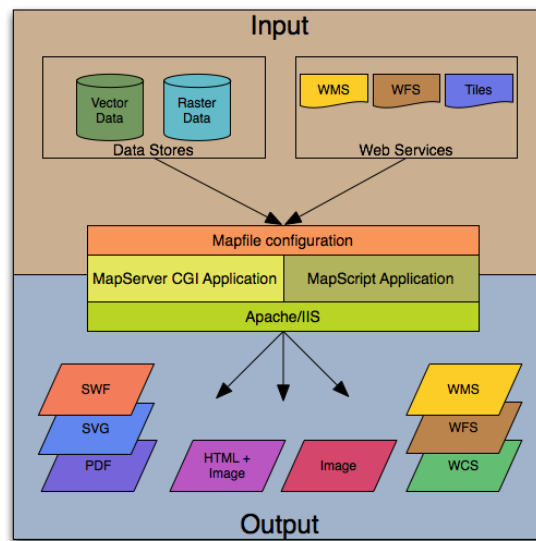 Input
Vector
Data
Raster
Data
Data Stores
WMS
WFS
Tiles
Web Services
Mapfile configuration
MapServer CGI Application
MapScript Application
Apache/IIS
SWF
SVG
PDF
HTML +
Image
Image
WMS
WFS
WCS
Output